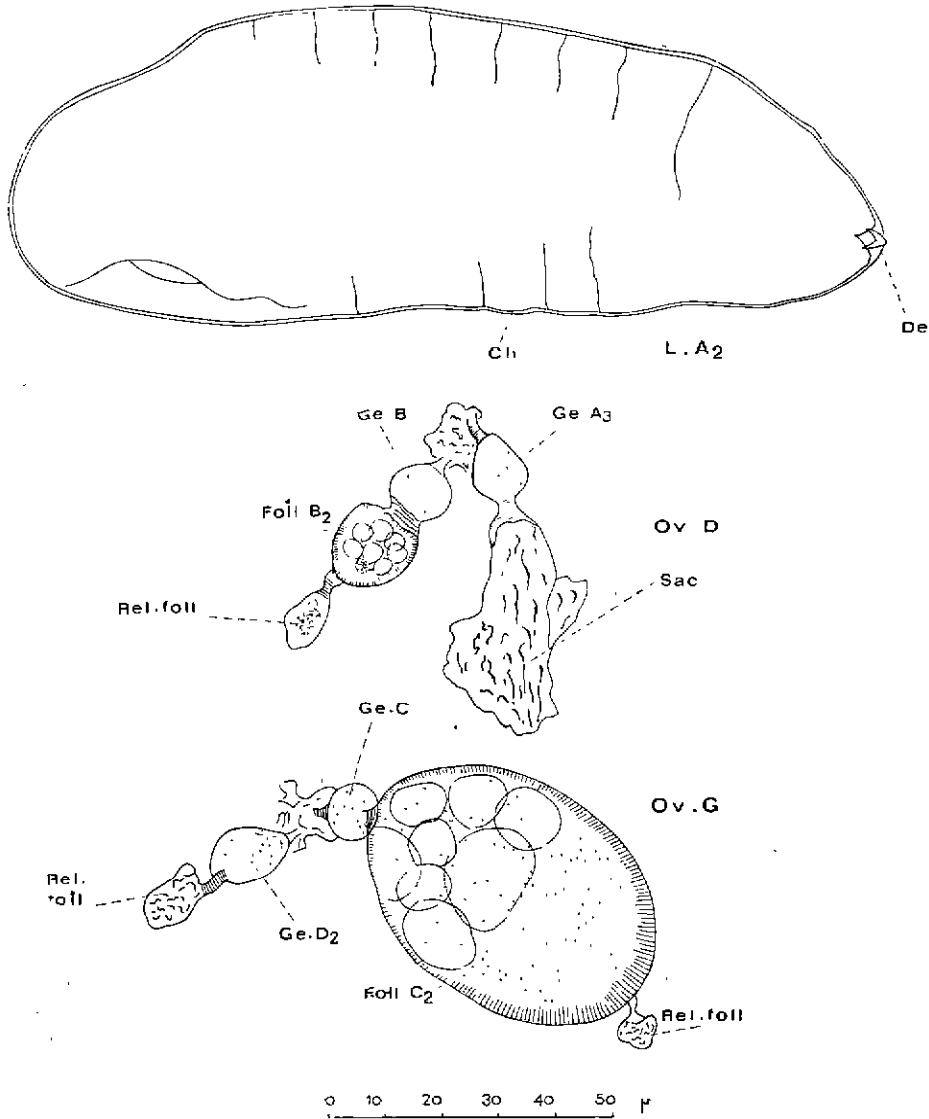 De
Ch
L.A2
Ge B
Ge A3
Foll B2
Ov D
Sac
Rel.foll
Ge.C
Ov.G
Rel.
foll
Ge.D2
Foll C2
Rel.foll
0 10 20 30 40 50 μ